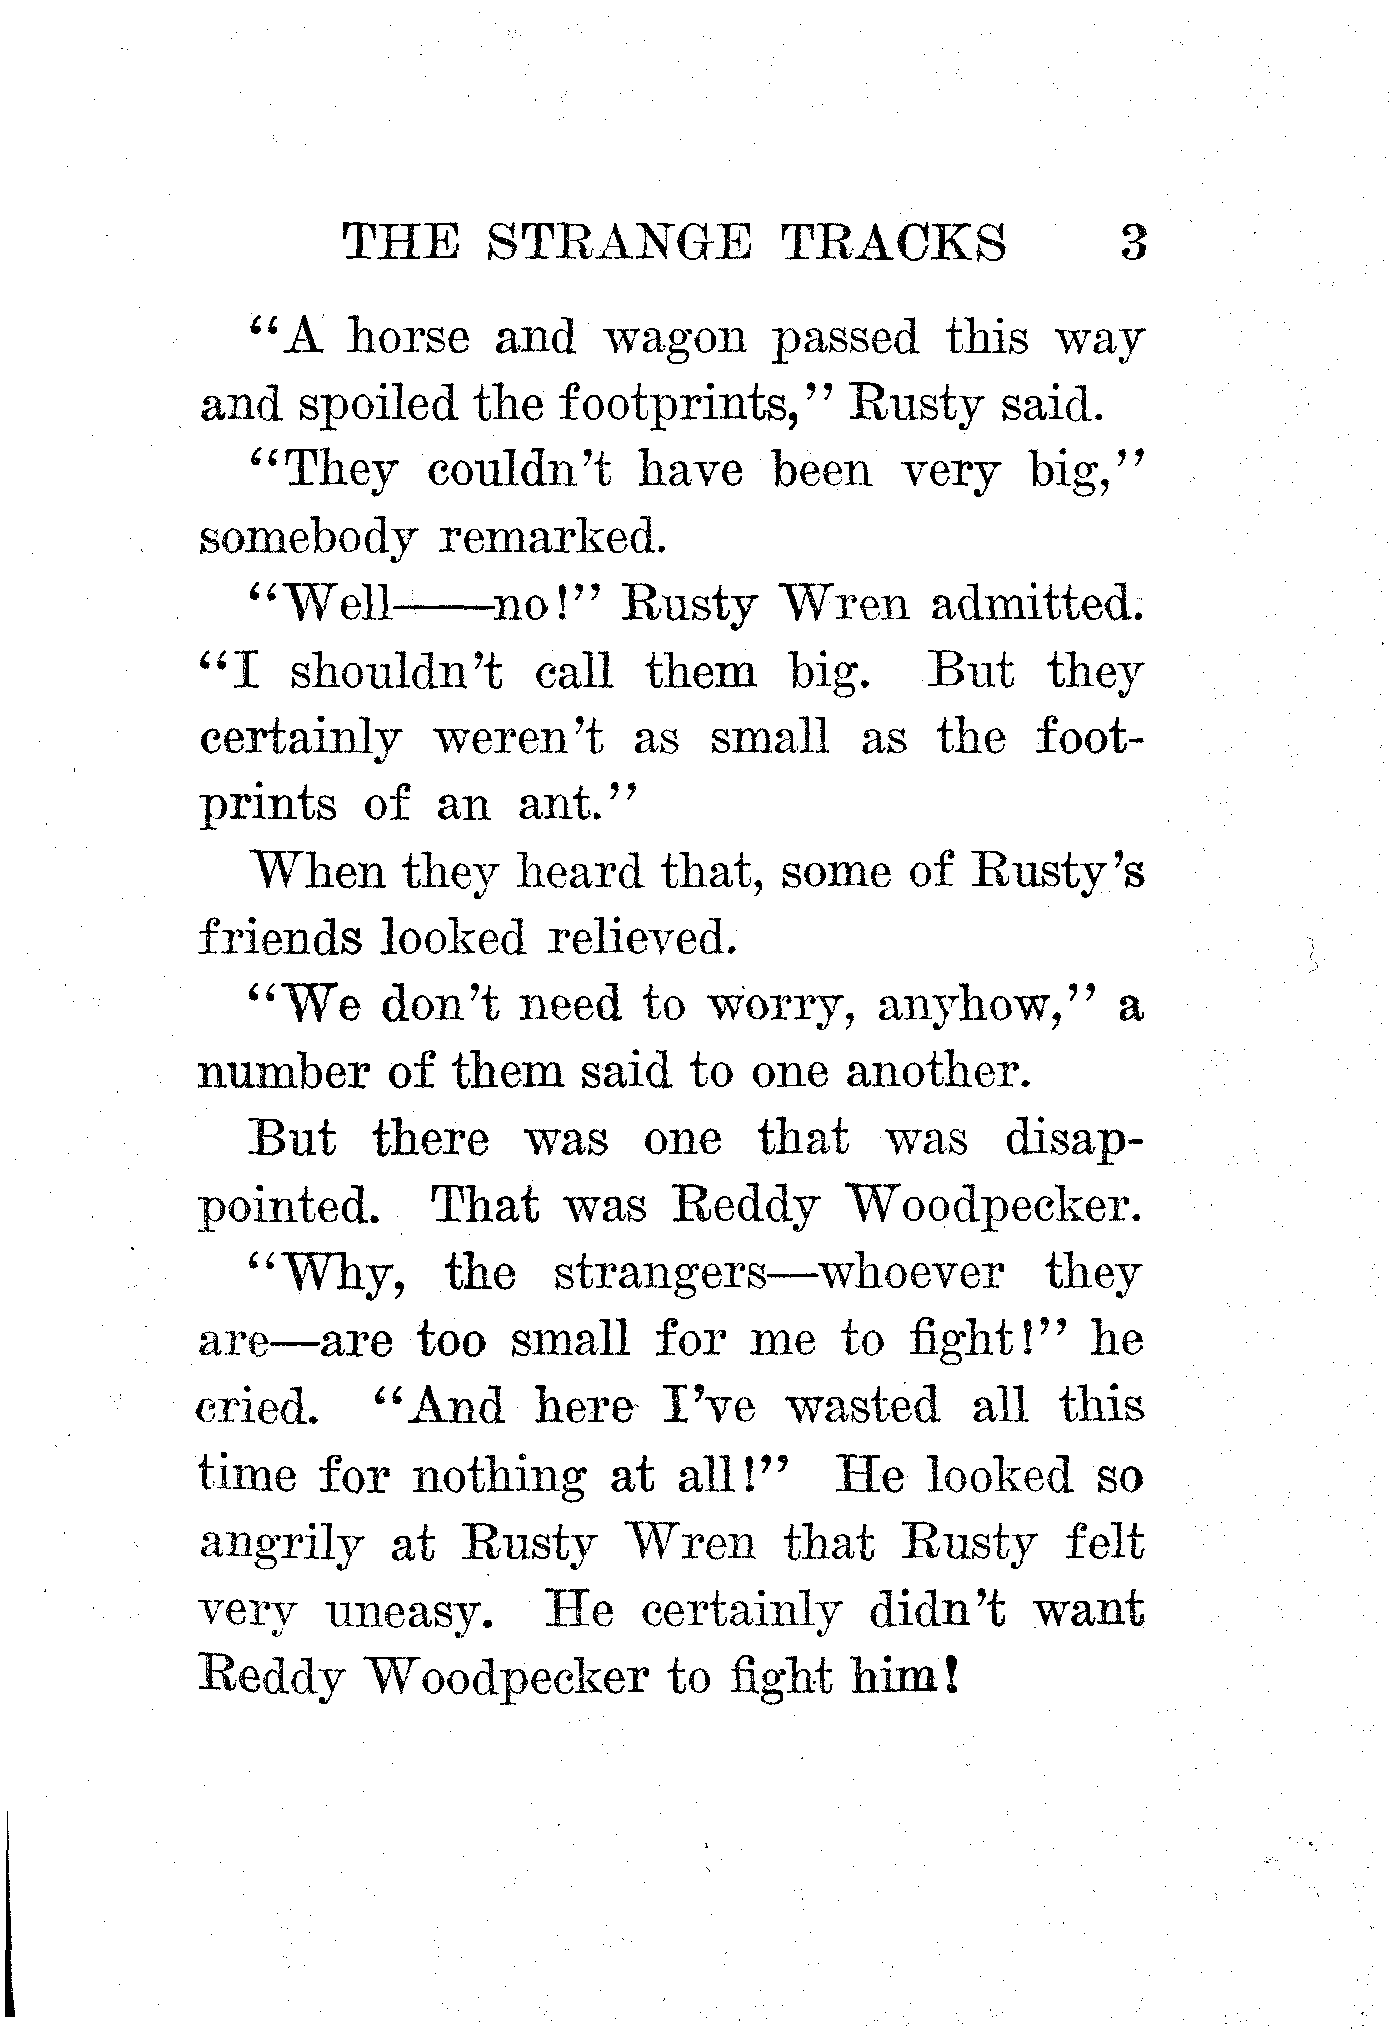 THE STRANGE TRACKS 3
“A horse and wagon passed this way
and spoiled the footprints,” Rusty said.
“They couldn’t have been very big,”
somebody remarked.
“Well——no!” Rusty Wren admitted.
“I shouldn’t call them big. But they
certainly weren’t as small as the foot-
prints of an ant.”
When they heard that, some of Rusty’s
friends looked relieved.
“We don’t need to worry, anyhow,” a
number of them said to one another.
But there was one that was disap-
pointed. That was Reddy Woodpecker.
“Why, the strangers—whoever they
are—are too small for me to fight!” he
cried. “And here I’ve wasted all this
time for nothing at all!” He looked so
angrily at Rusty Wren that Rusty felt
very uneasy. He certainly didn’t want
Reddy Woodpecker to fight him!